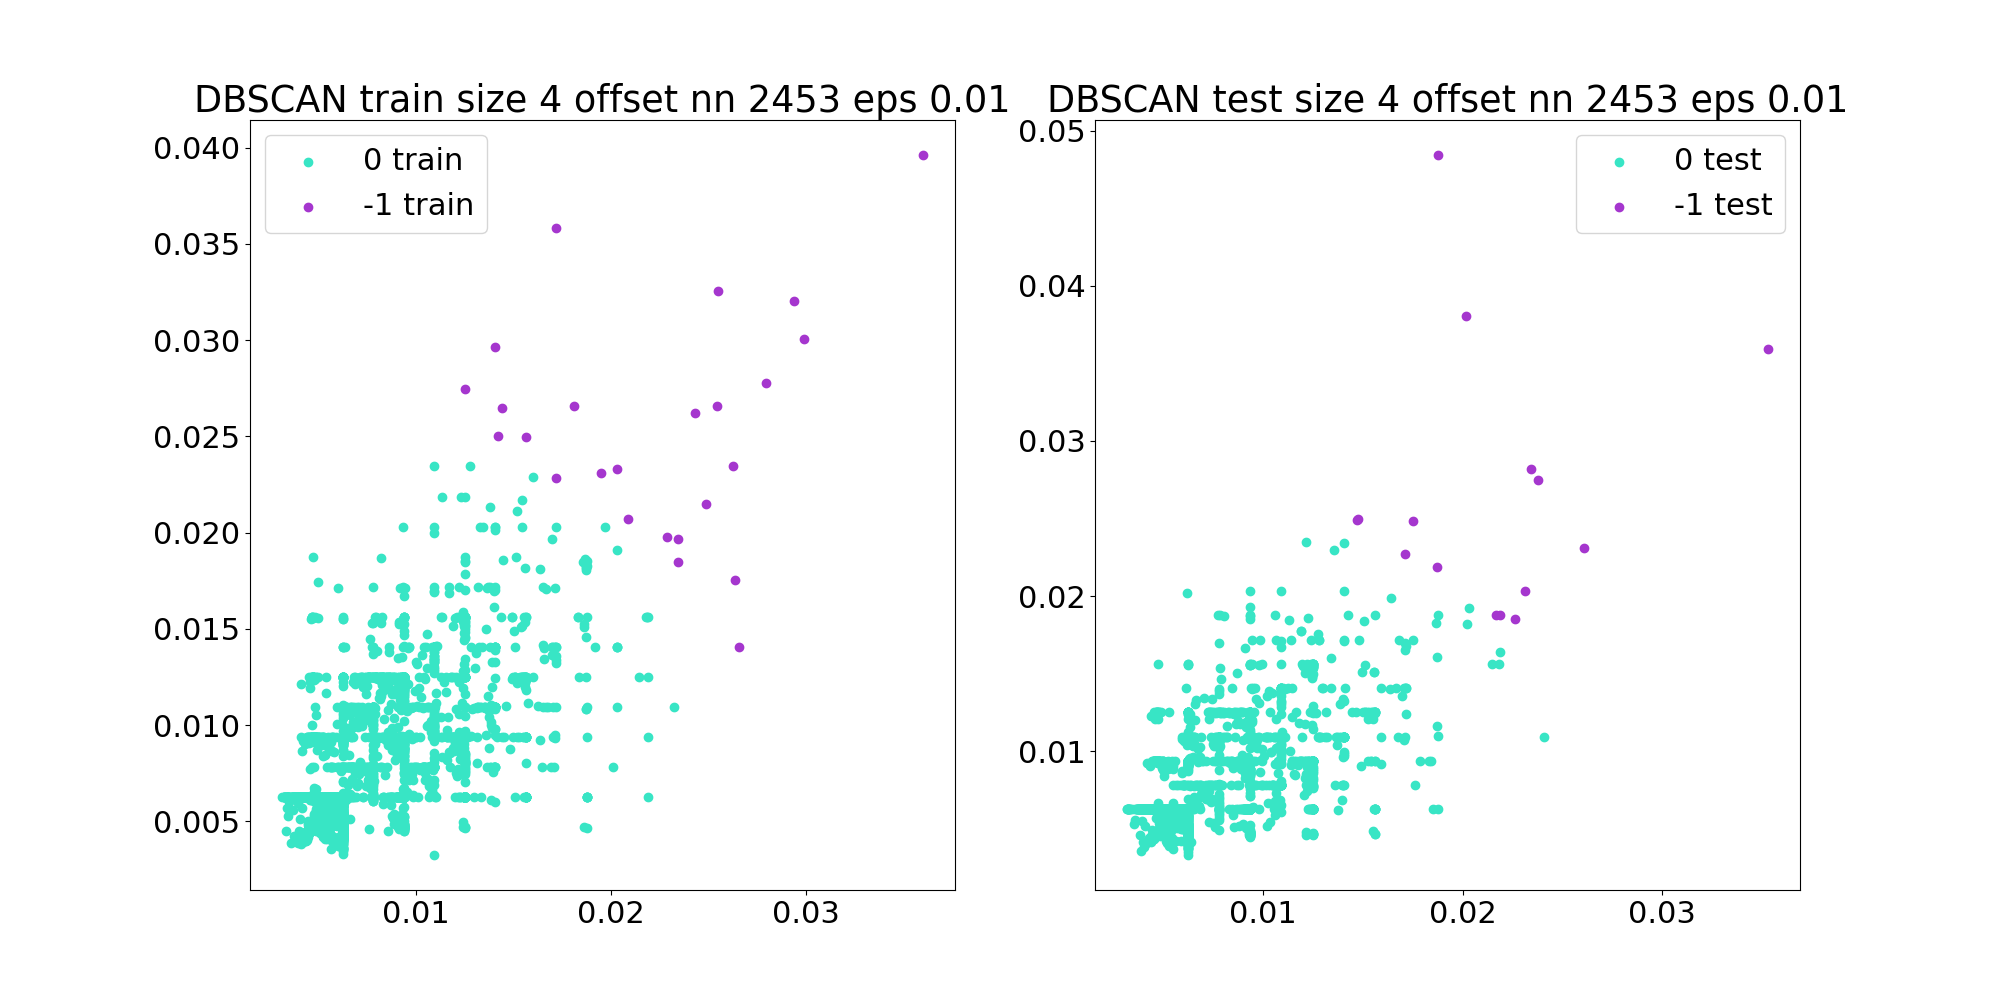 DBSCAN train size 4 offset nn 2453 eps 0.01
0 train
-1 train
0.040
0.035
0.030
0.025
0.020
0.015
0.010
0.005
0.01 0.02 0.03
DBSCAN test size 4 offset nn 2453 eps 0.01
0 test
-1 test
0.05
0.04
0.03
0.02
0.01
0.01 0.02 0.03